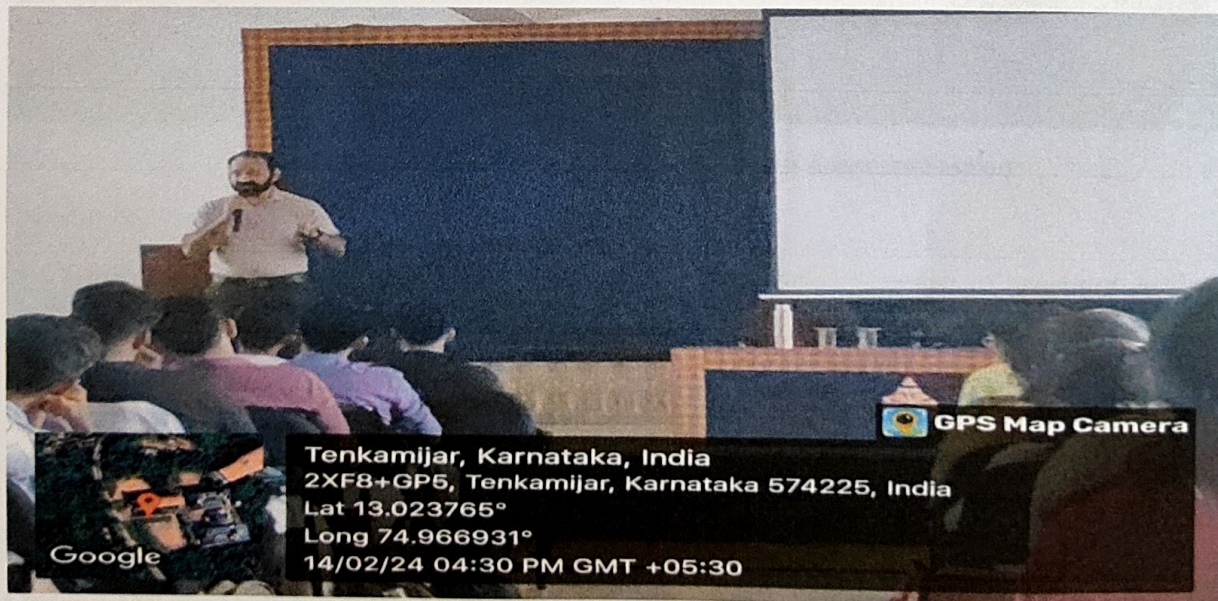 GPS Map Camera
Tenkamijar, Karnataka, India
2XF8+GP5, Tenkamijar, Karnataka 574225, India
Lat 13.023765°
Long 74.966931°
14/02/24 04:30 PM GMT +05:30
Google